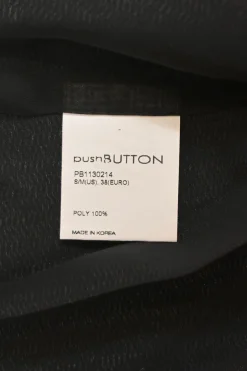 pushBUTTON
PB1130214
S/M(US), 38(EURO)
POLY 100%
MADE IN KOREA